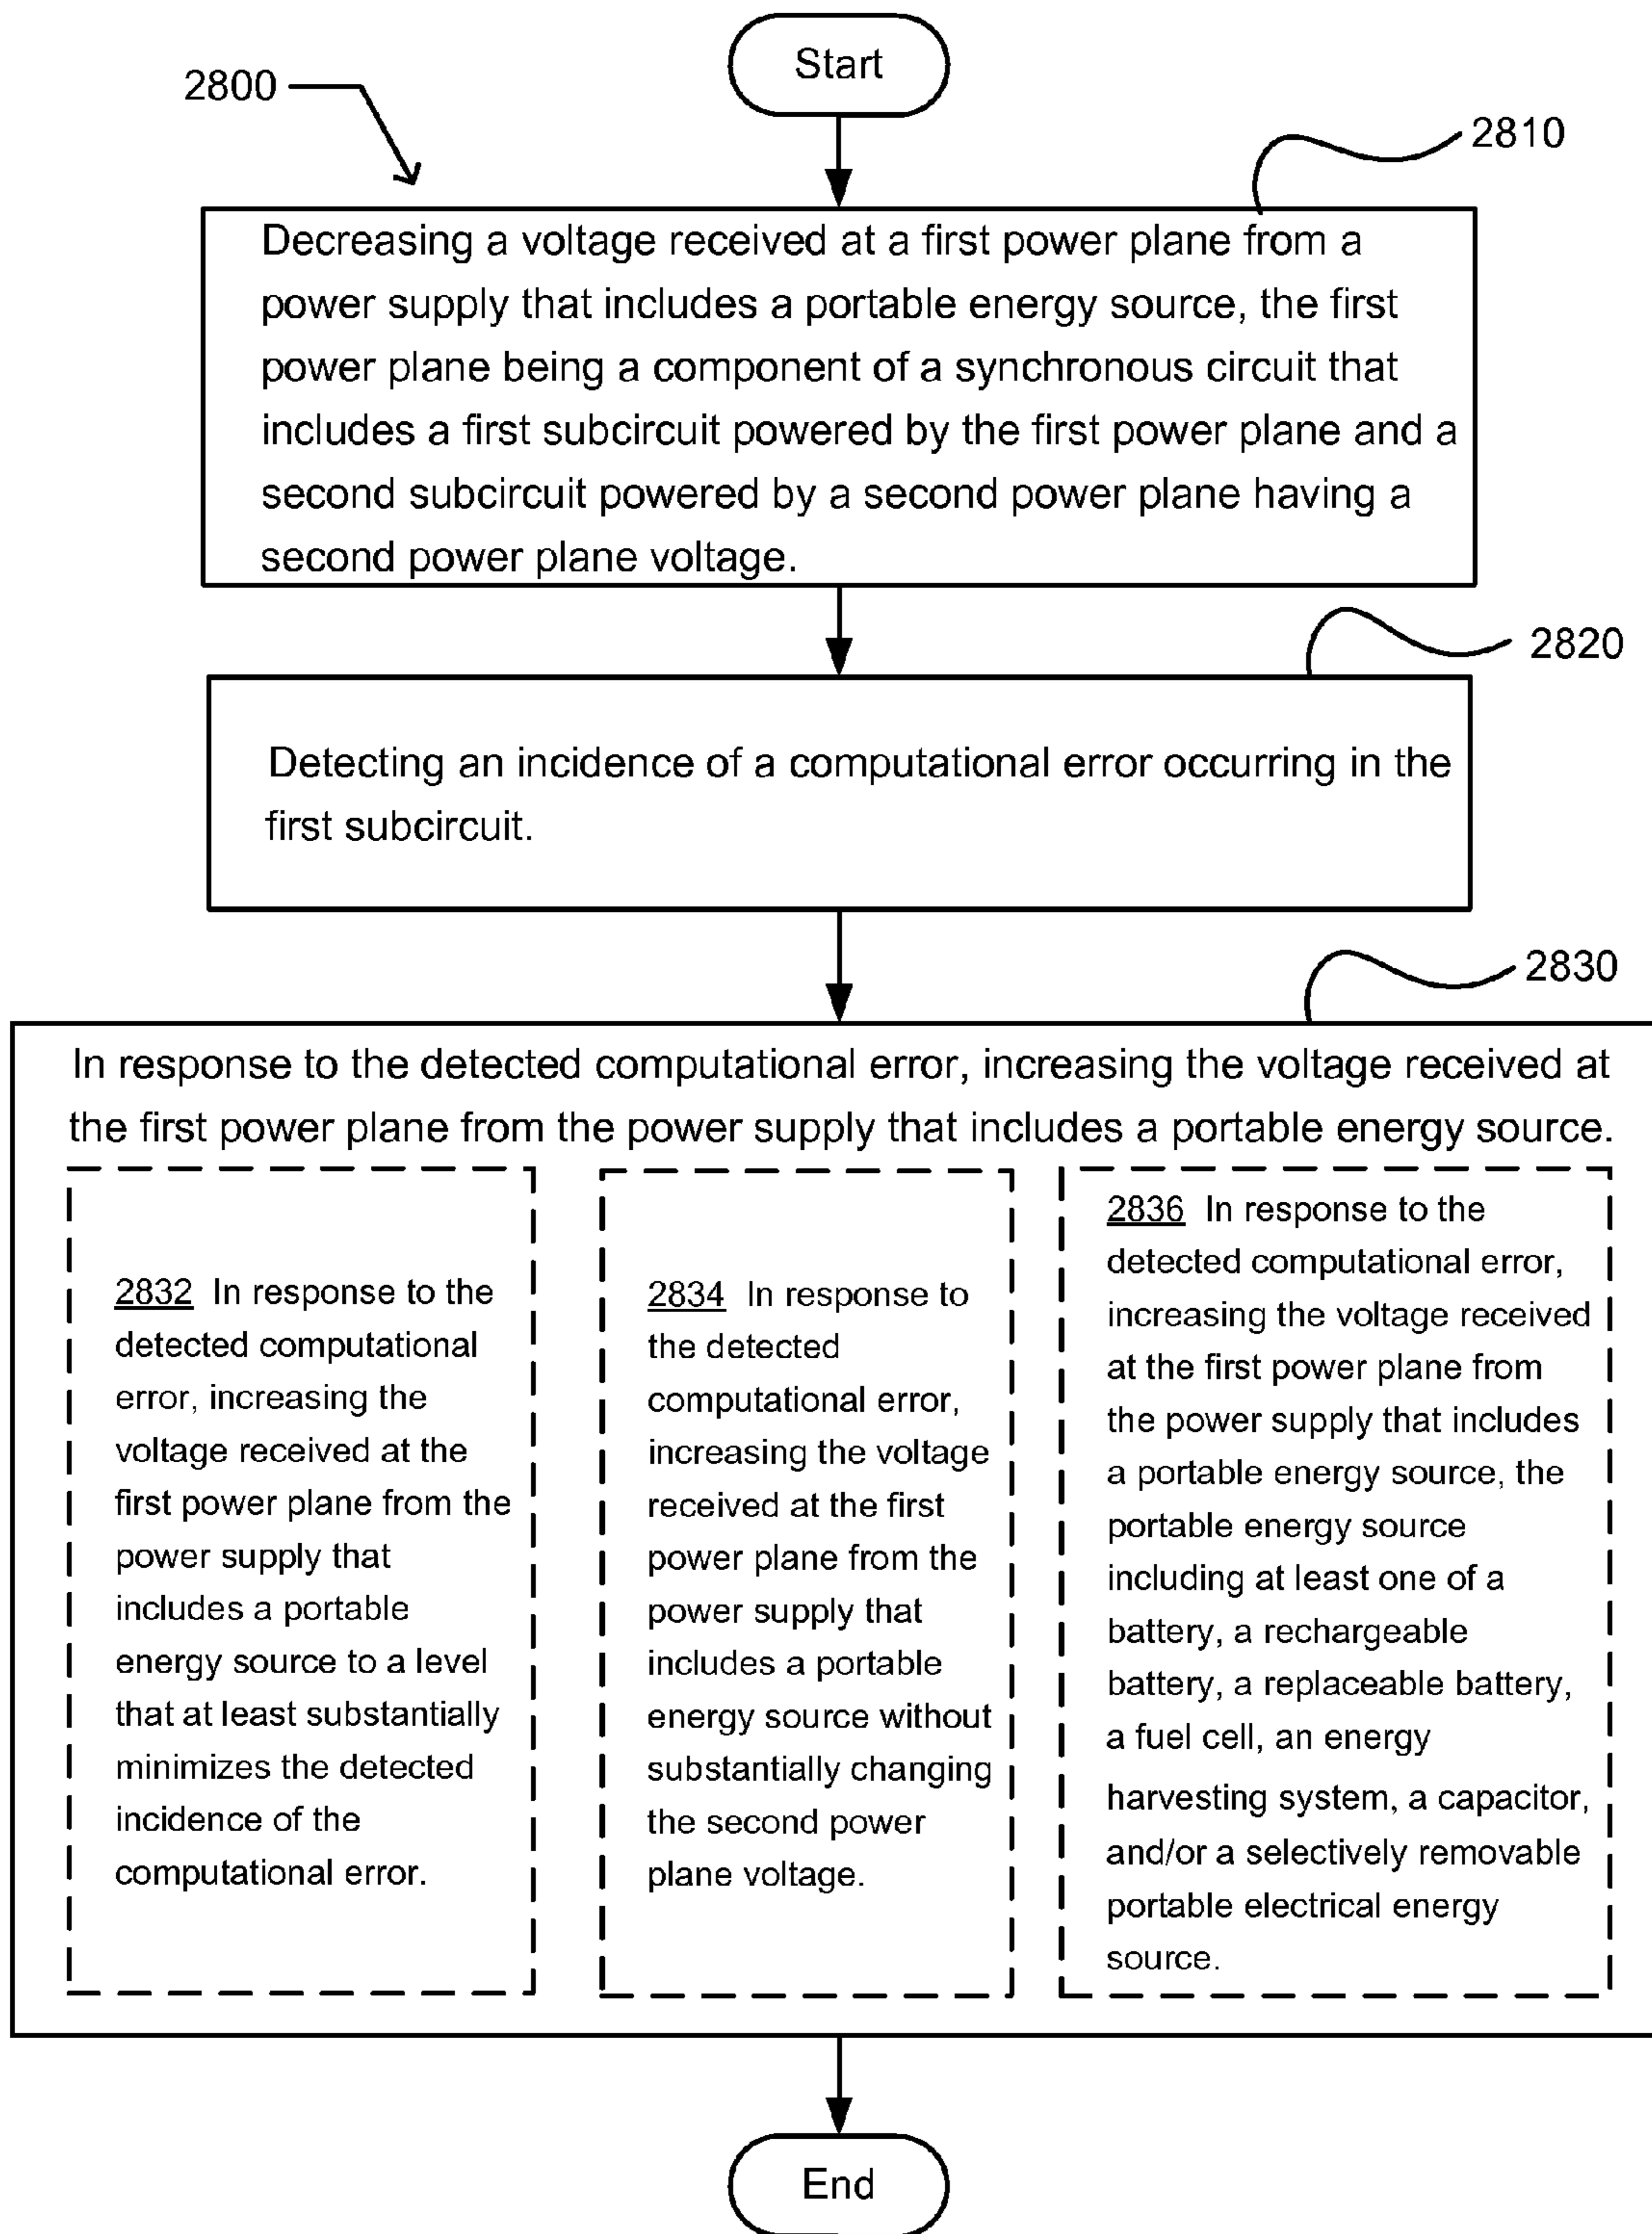 Start
2800
2810
Decreasing a voltage received at a first power plane from a
power supply that includes a portable energy source, the first
power plane being a component of a synchronous circuit that
includes a first subcircuit powered by the first power plane and a
second subcircuit powered by a second power plane having a
second power plane voltage.
2820
Detecting an incidence of a computational error occurring in the
first subcircuit.
2830
In response to the detected computational error, increasing the voltage received at
the first power plane from the power supply that includes a portable energy source.
2832 In response to the
detected computational
error, increasing the
voltage received at the
first power plane from the
power supply that
includes a portable
energy source to a level
that at least substantially
minimizes the detected
incidence of the
computational error.
2834 In response to
the detected
computational error,
increasing the voltage
received at the first
power plane from the
power supply that
includes a portable
energy source without
substantially changing
the second power
plane voltage.
2836 In response to the
detected computational error,
increasing the voltage received
at the first power plane from
the power supply that includes
a portable energy source, the
portable energy source
including at least one of a
battery, a rechargeable
battery, a replaceable battery,
a fuel cell, an energy
harvesting system, a capacitor,
and/or a selectively removable
portable electrical energy
source.
End